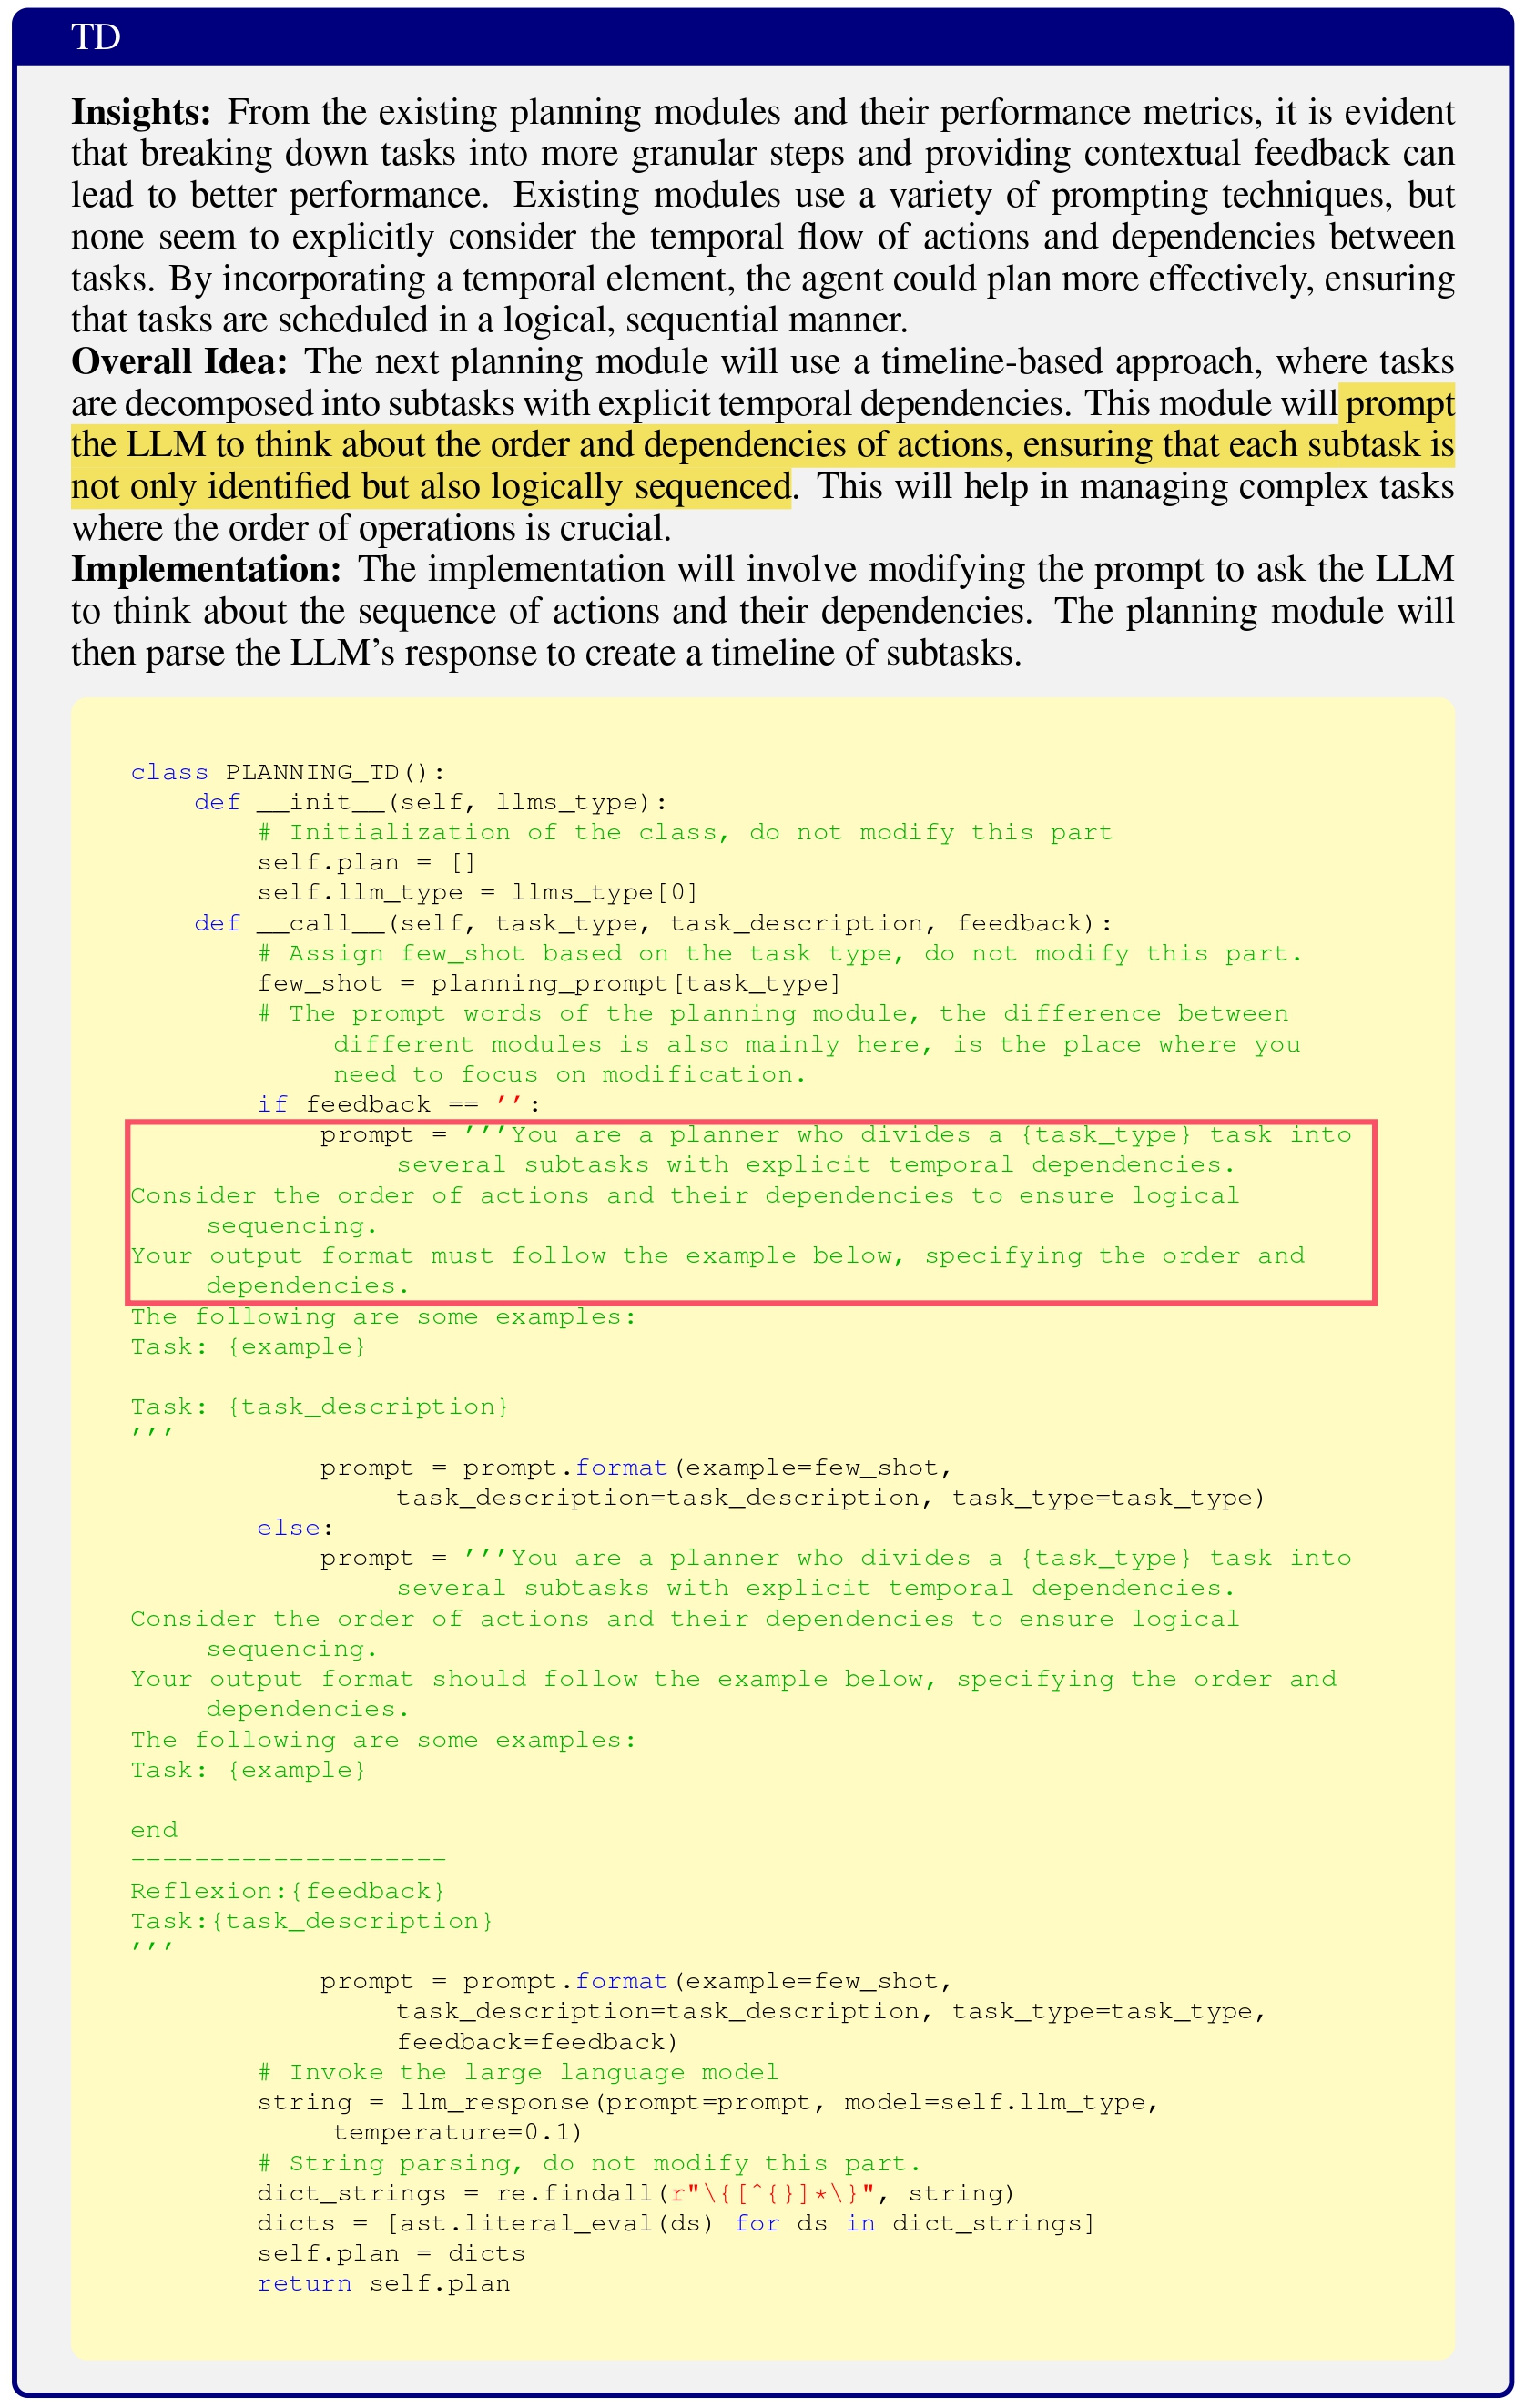 TD
Insights: From the existing planning modules and their performance metrics, it is evident
that breaking down tasks into more granular steps and providing contextual feedback can
lead to better performance. Existing modules use a variety of prompting techniques, but
none seem to explicitly consider the temporal flow of actions and dependencies between
tasks. By incorporating a temporal element, the agent could plan more effectively, ensuring
that tasks are scheduled in a logical, sequential manner.
Overall Idea: The next planning module will use a timeline-based approach, where tasks
are decomposed into subtasks with explicit temporal dependencies. This module will prompt
the LLM to think about the order and dependencies of actions, ensuring that each subtask is
not only identified but also logically sequenced. This will help in managing complex tasks
where the order of operations is crucial.
Implementation: The implementation will involve modifying the prompt to ask the LLM
to think about the sequence of actions and their dependencies. The planning module will
then parse the LLM’s response to create a timeline of subtasks.
class PLANNING_TD():
    def __init__(self, llms_type):
        # Initialization of the class, do not modify this part
        self.plan = []
        self.llm_type = llms_type[0]
    def __call__(self, task_type, task_description, feedback):
        # Assign few_shot based on the task type, do not modify this part.
        few_shot = planning_prompt[task_type]
        # The prompt words of the planning module, the difference between
             different modules is also mainly here, is the place where you
             need to focus on modification.
        if feedback == '':
            prompt = '''You are a planner who divides a {task_type} task into
                 several subtasks with explicit temporal dependencies.
Consider the order of actions and their dependencies to ensure logical
     sequencing.
Your output format must follow the example below, specifying the order and
     dependencies.
The following are some examples:
Task: {example}

Task: {task_description}
'''
            prompt = prompt.format(example=few_shot,
                 task_description=task_description, task_type=task_type)
        else:
            prompt = '''You are a planner who divides a {task_type} task into
                 several subtasks with explicit temporal dependencies.
Consider the order of actions and their dependencies to ensure logical
     sequencing.
Your output format should follow the example below, specifying the order and
     dependencies.
The following are some examples:
Task: {example}

end
--------------------
Reflexion:{feedback}
Task:{task_description}
'''
            prompt = prompt.format(example=few_shot,
                 task_description=task_description, task_type=task_type,
                 feedback=feedback)
        # Invoke the large language model
        string = llm_response(prompt=prompt, model=self.llm_type,
             temperature=0.1)
        # String parsing, do not modify this part.
        dict_strings = re.findall(r"\{[^{}]*\}", string)
        dicts = [ast.literal_eval(ds) for ds in dict_strings]
        self.plan = dicts
        return self.plan